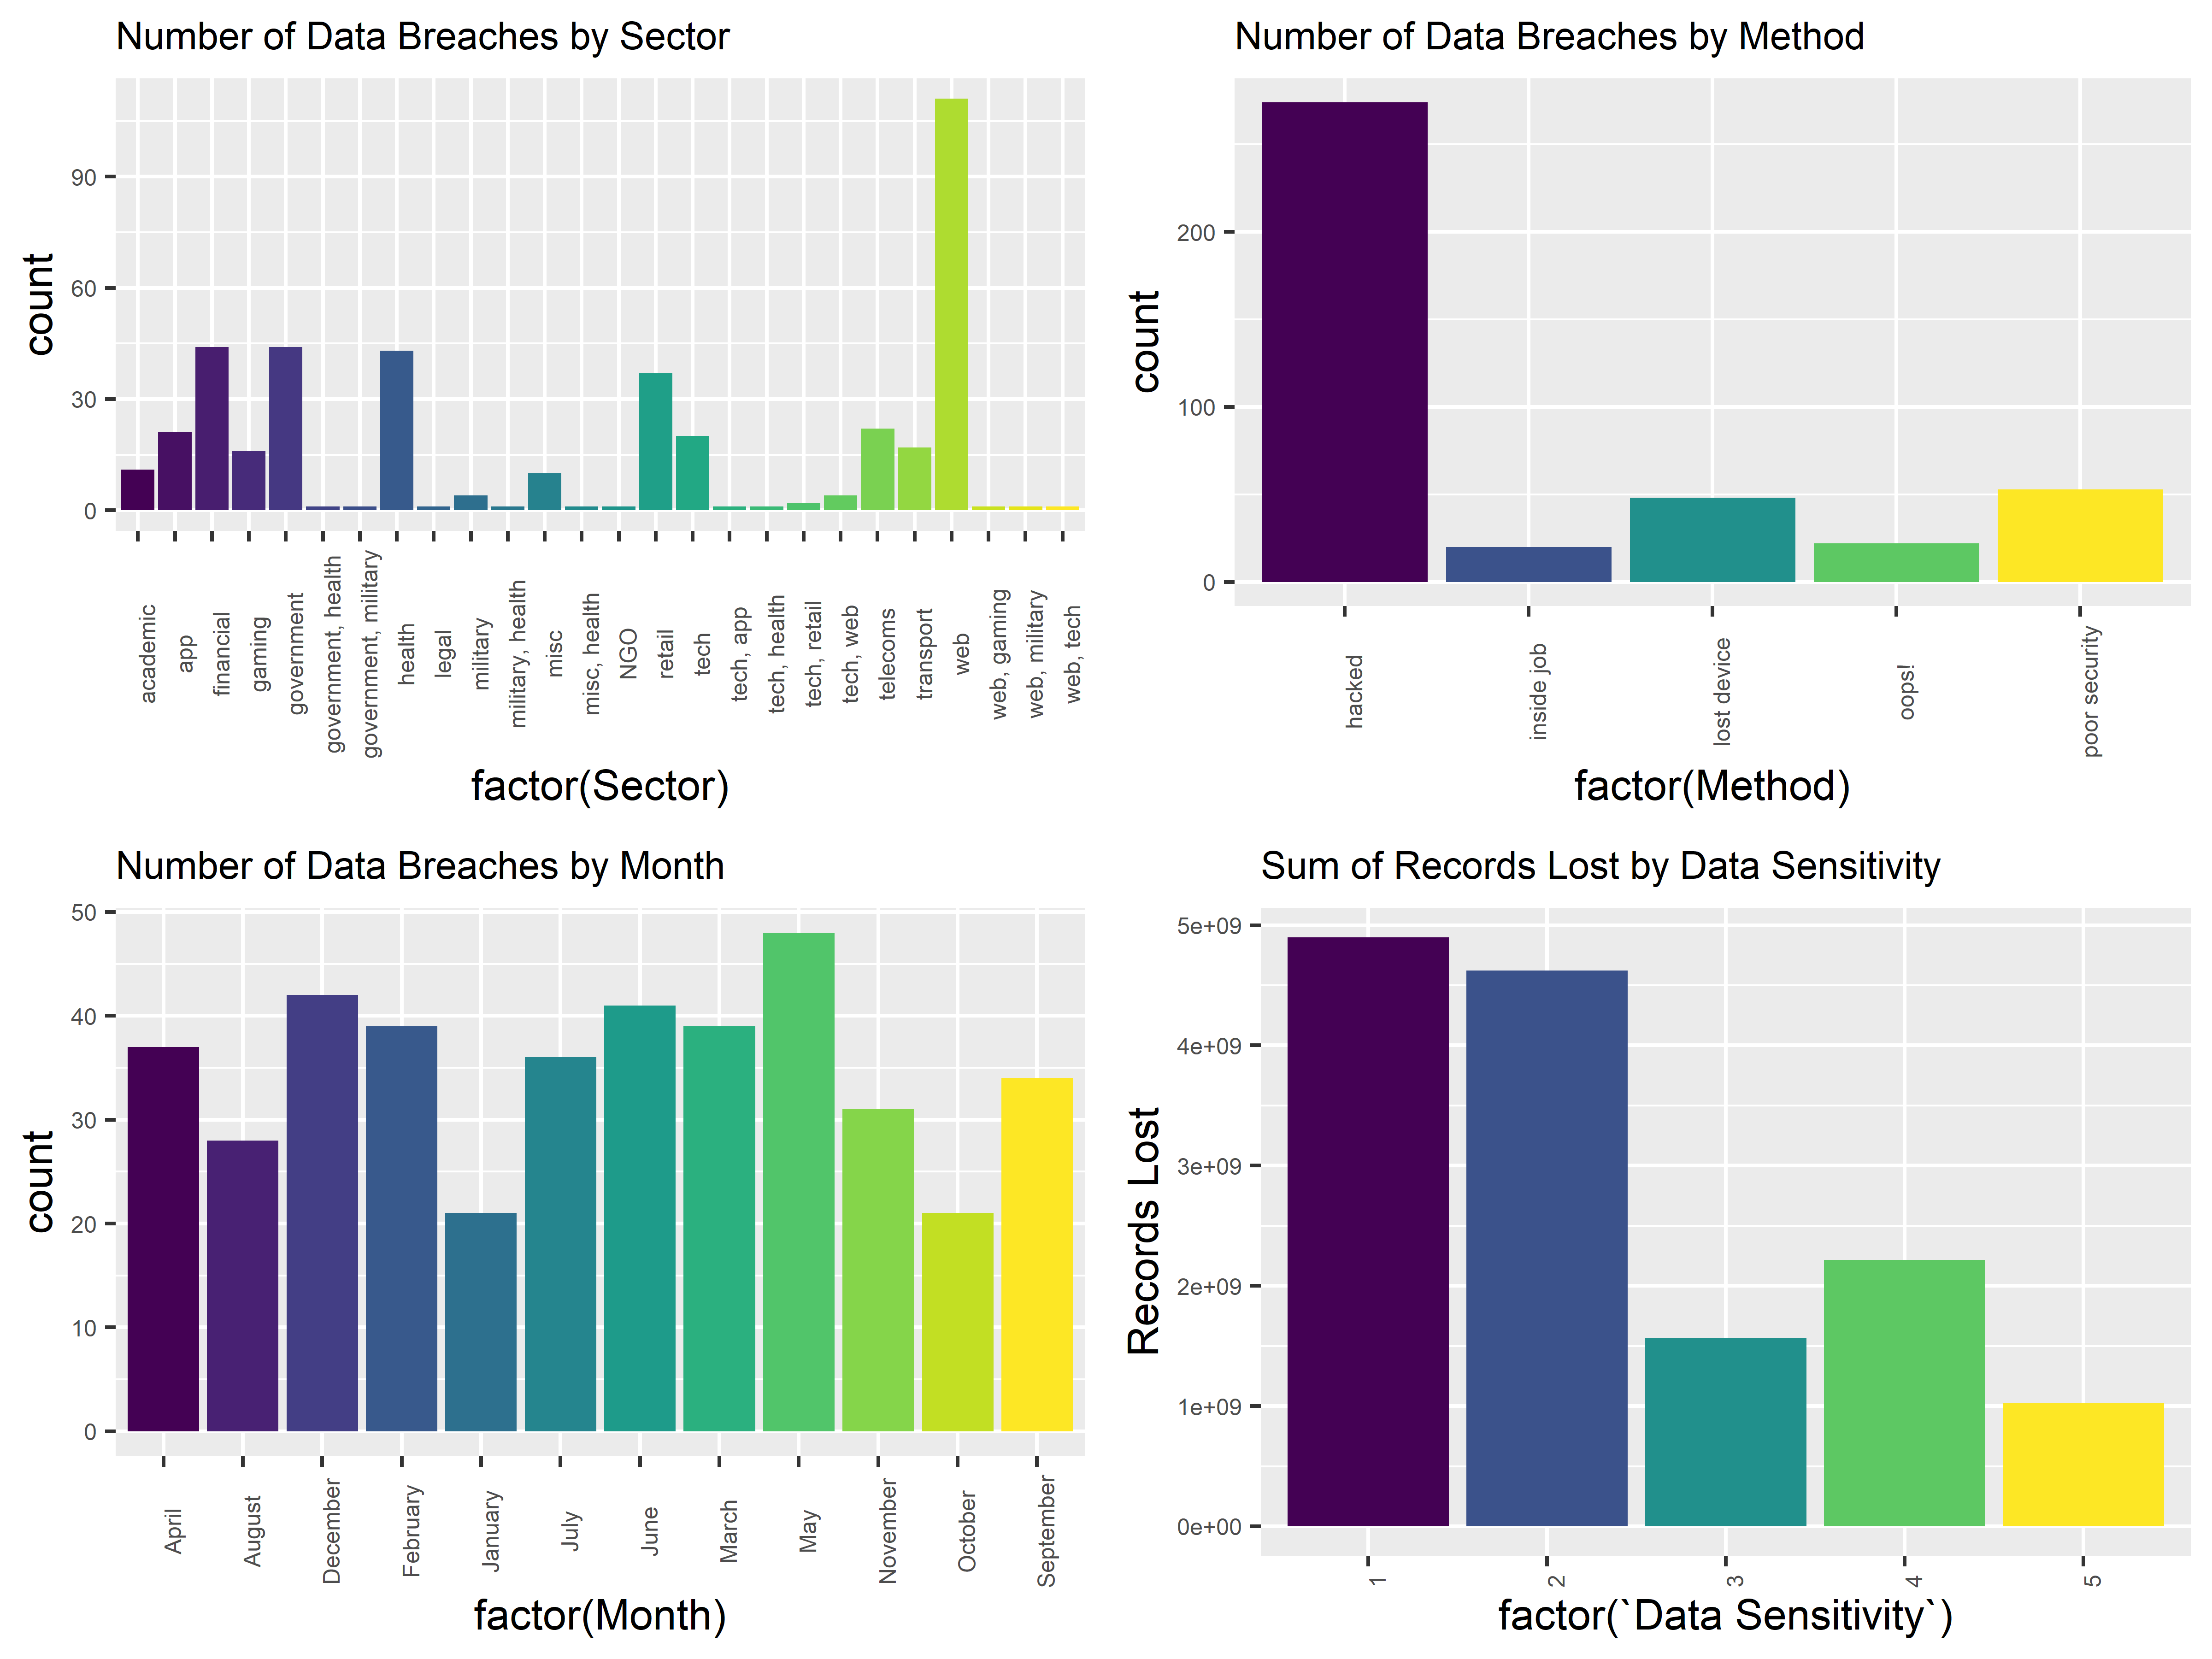 Number of Data Breaches by Sector
count
90
60
30
0
academic
app
financial
gaming
government
government, health
government, military
health
legal
military
military, health
misc
misc, health
NGO
retail
tech
tech, app
tech, health
tech, retail
tech, web
telecoms
transport
web
web, gaming
web, military
web, tech
factor(Sector)
Number of Data Breaches by Method
count
200
100
0
hacked
inside job
lost device
oops!
poor security
factor(Method)
Number of Data Breaches by Month
count
50
40
30
20
10
0
April
August
December
February
January
July
June
March
May
November
October
September
factor(Month)
Sum of Records Lost by Data Sensitivity
Records Lost
5e+09
4e+09
3e+09
2e+09
1e+09
0e+00
1
2
3
4
5
factor(`Data Sensitivity`)